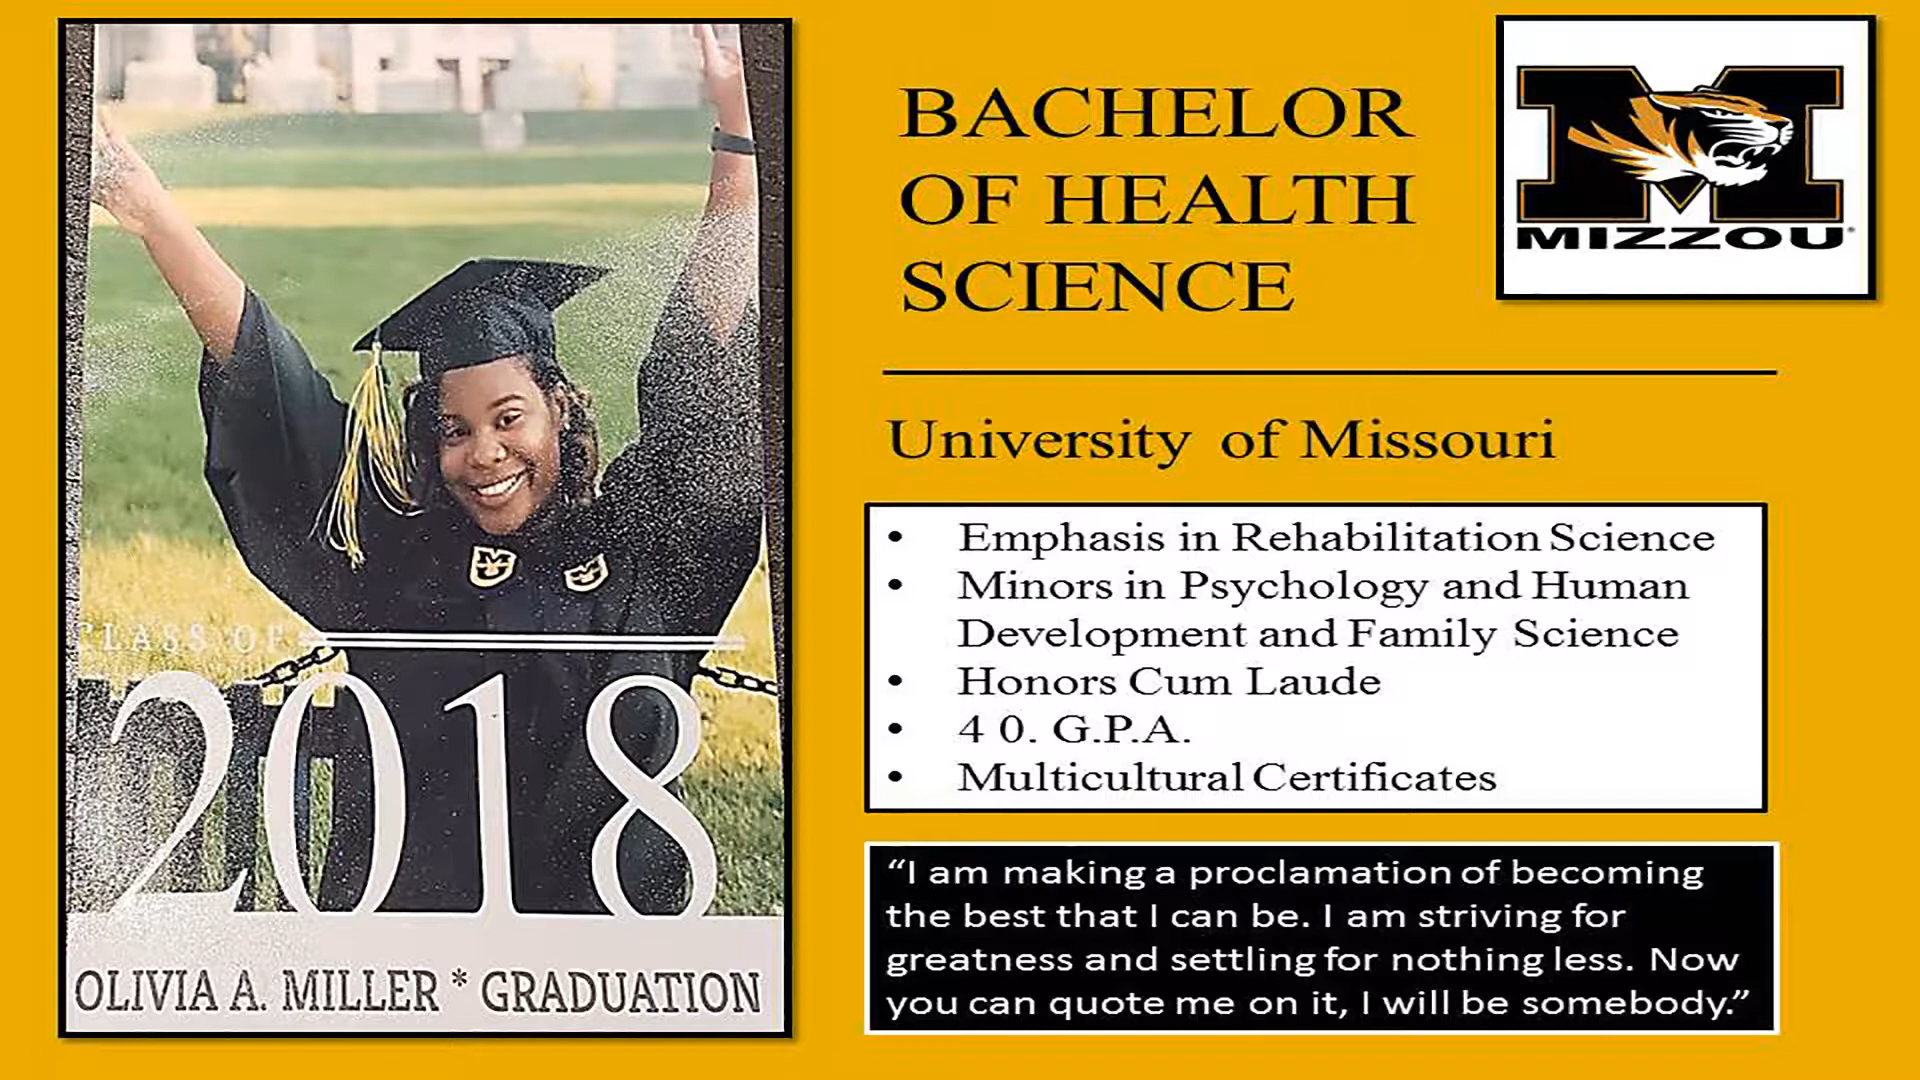 CLASS OF
2018
OLIVIA A. MILLER * GRADUATION
BACHELOR
OF HEALTH
SCIENCE
M
MIZZOU
University of Missouri
• Emphasis in Rehabilitation Science
• Minors in Psychology and Human
Development and Family Science
• Honors Cum Laude
• 4 0. G.P.A.
• Multicultural Certificates
“I am making a proclamation of becoming
the best that I can be. I am striving for
greatness and settling for nothing less. Now
you can quote me on it, I will be somebody.”